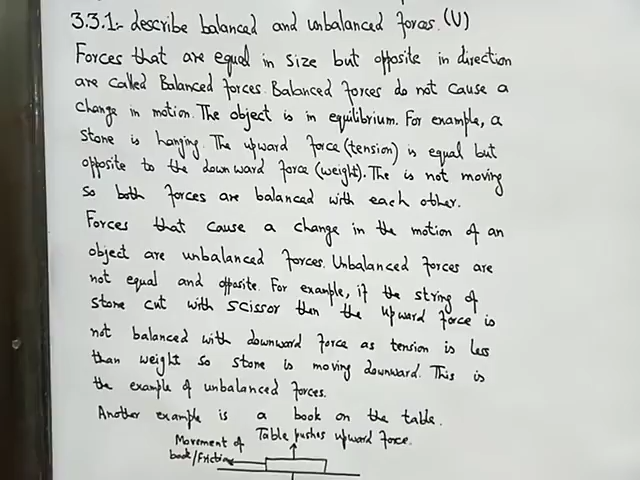 3.3.1:- describe balanced and unbalanced forces. (U)
Forces that are equal in size but opposite in direction
are called Balanced forces. Balanced forces do not cause a
change in motion. The object is in equilibrium. For example, a
stone is hanging. The upward force (tension) is equal but
opposite to the downward force (weight). The is not moving
so both forces are balanced with each other.
Forces that cause a change in the motion of an
object are unbalanced forces. Unbalanced forces are
not equal and opposite. For example, if the string of
stone cut with scissor then the upward force is
not balanced with downward force as tension is less
than weight so stone is moving downward. This is
the example of unbalanced forces.
Another example is a book on the table.
Movement of Table pushes upward force.
book/Friction